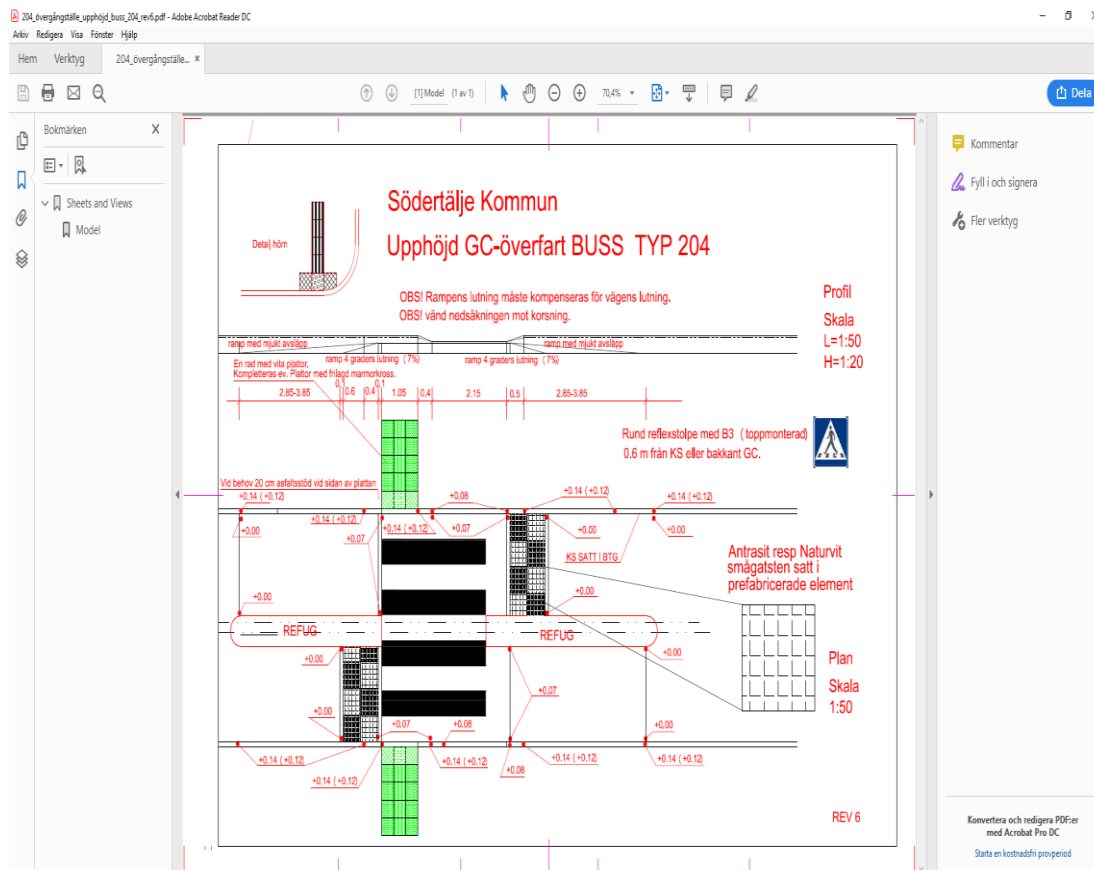 204_övergångställe_upphöjd_buss_204_rev6.pdf - Adobe Acrobat Reader DC
Arkiv Redigera Visa Fönster Hjälp
Hem Verktyg 204_övergångställe... x
[1] Model (1 av 1) 70,4% Dela
Bokmärken X
Sheets and Views
Model
Kommentar
Fyll i och signera
Fler verktyg
Södertälje Kommun
Upphöjd GC-överfart BUSS TYP 204
Detalj hörn
OBS! Rampens lutning måste kompenseras för vägens lutning.
OBS! vänd nedsäkningen mot korsning.
Profil
Skala
L=1:50
H=1:20
ramp med mjukt avsläpp
ramp med mjukt avsläpp
ramp 4 graders lutning (7%)
ramp 4 graders lutning (7%)
En rad med vita plattor,
Kompletteras ev. Plattor med frilagd marmorkross.
2.85-3.85 0.1 0.6 0.4 0.1 1.05 0.4 2.15 0.5 2.85-3.85
Rund reflexstolpe med B3 (toppmonterad)
0.6 m från KS eller bakkant GC.
Vid behov 20 cm asfaltsstöd vid sidan av plattan
+0.14 (+0.12) +0.08 +0.14 (+0.12) +0.14 (+0.12)
+0.00 +0.14 (+0.12) +0.14 (+0.12) +0.07 +0.00 +0.00
+0.07
KS SATT I BTG
Antrasit resp Naturvit
smågatsten satt i
prefabricerade element
+0.00 +0.00
REFUG REFUG
+0.00 +0.00
Plan
Skala
1:50
+0.07
+0.00 +0.07 +0.08 +0.00
+0.14 (+0.12) +0.14 (+0.12) +0.14 (+0.12) +0.14 (+0.12)
+0.14 (+0.12) +0.08
REV 6
Konvertera och redigera PDF:er
med Acrobat Pro DC
Starta en kostnadsfri provperiod